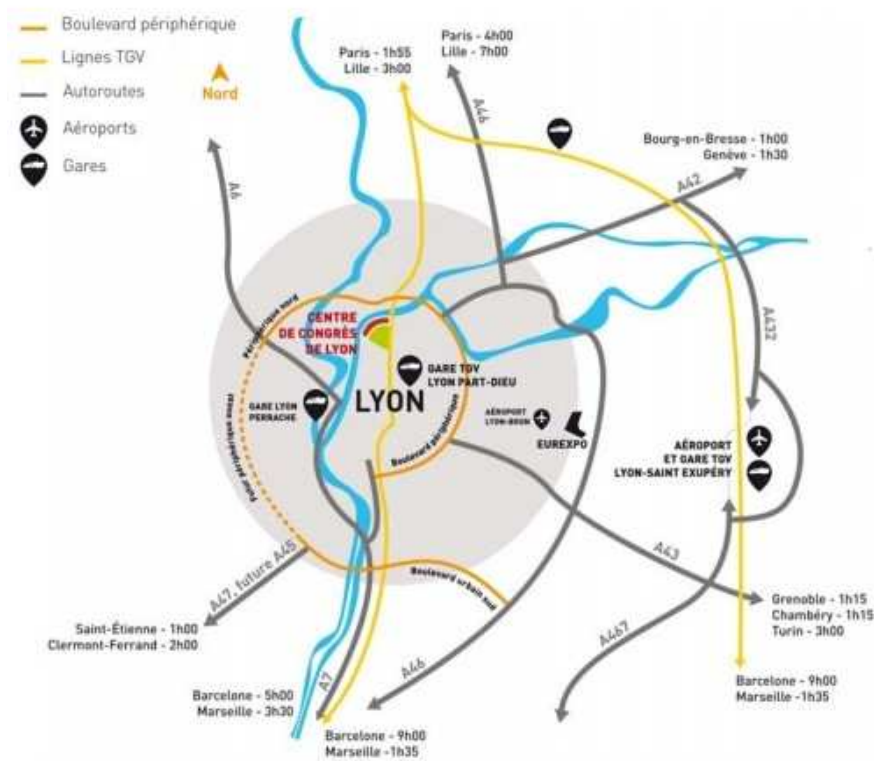 Boulevard périphérique
Lignes TGV
Autoroutes
Aéroports
Gares
Nord
Paris - 1h55
Lille - 3h00
Paris - 4h00
Lille - 7h00
A46
A6
Bourg-en-Bresse - 1h00
Genève - 1h30
A42
A432
Périphérique Nord
CENTRE
DE CONGRÈS
DE LYON
GARE TGV
LYON PART-DIEU
LYON
GARE LYON
PERRACHE
Boulevard périphérique
AÉROPORT
LYON-BRON
EUREXPO
AÉROPORT
ET GARE TGV
LYON-SAINT EXUPÉRY
Futur périphérique ouest
A43
A47, future A45
Boulevard urbain sud
Grenoble - 1h15
Chambéry - 1h15
Turin - 3h00
Saint-Étienne - 1h00
Clermont-Ferrand - 2h00
A467
A46
A7
Barcelone - 5h00
Marseille - 3h30
Barcelone - 9h00
Marseille -1h35
Barcelone - 9h00
Marseille -1h35